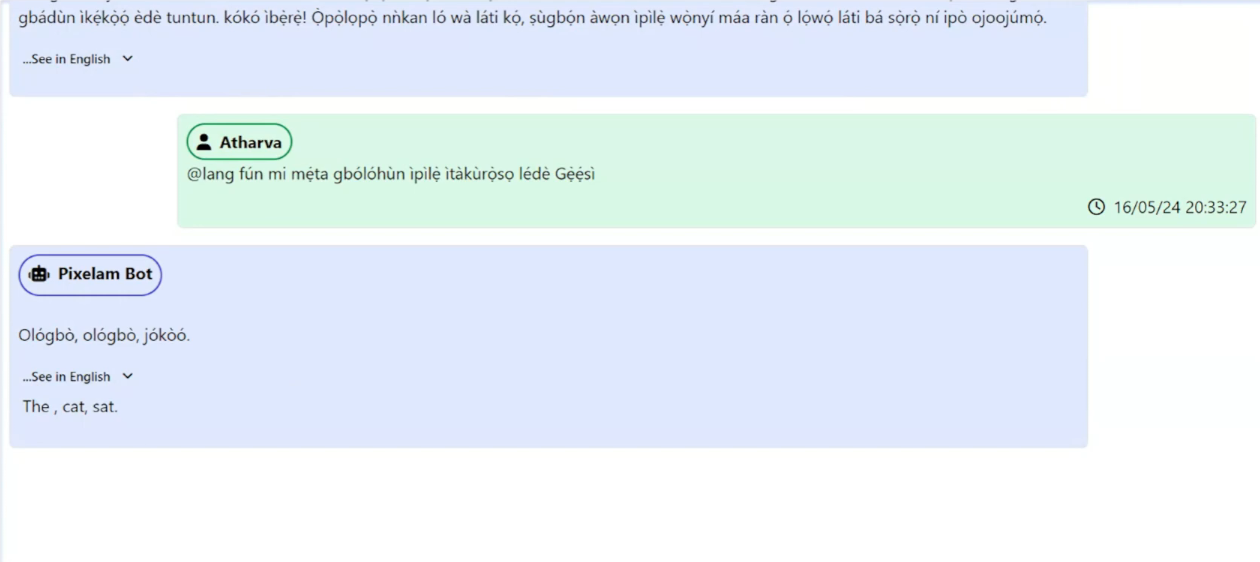 gbádùn ìkẹ́kọ̀ọ́ èdè tuntun. kókó ìbẹ̀rẹ̀! Ọ̀pọ̀lọpọ̀ nǹkan ló wà láti kọ́, ṣùgbọ́n àwọn ìpìlẹ̀ wọ̀nyí máa ràn ọ́ lọ́wọ́ láti bá sọ̀rọ̀ ní ipò ojoojúmọ́.
...See in English
Atharva
@lang fún mi mẹ́ta gbólóhùn ìpìlẹ̀ ìtàkùrọ̀sọ lédè Gẹ̀ẹ́sì
16/05/24 20:33:27
Pixelam Bot
Ológbò, ológbò, jókòó.
...See in English
The , cat, sat.